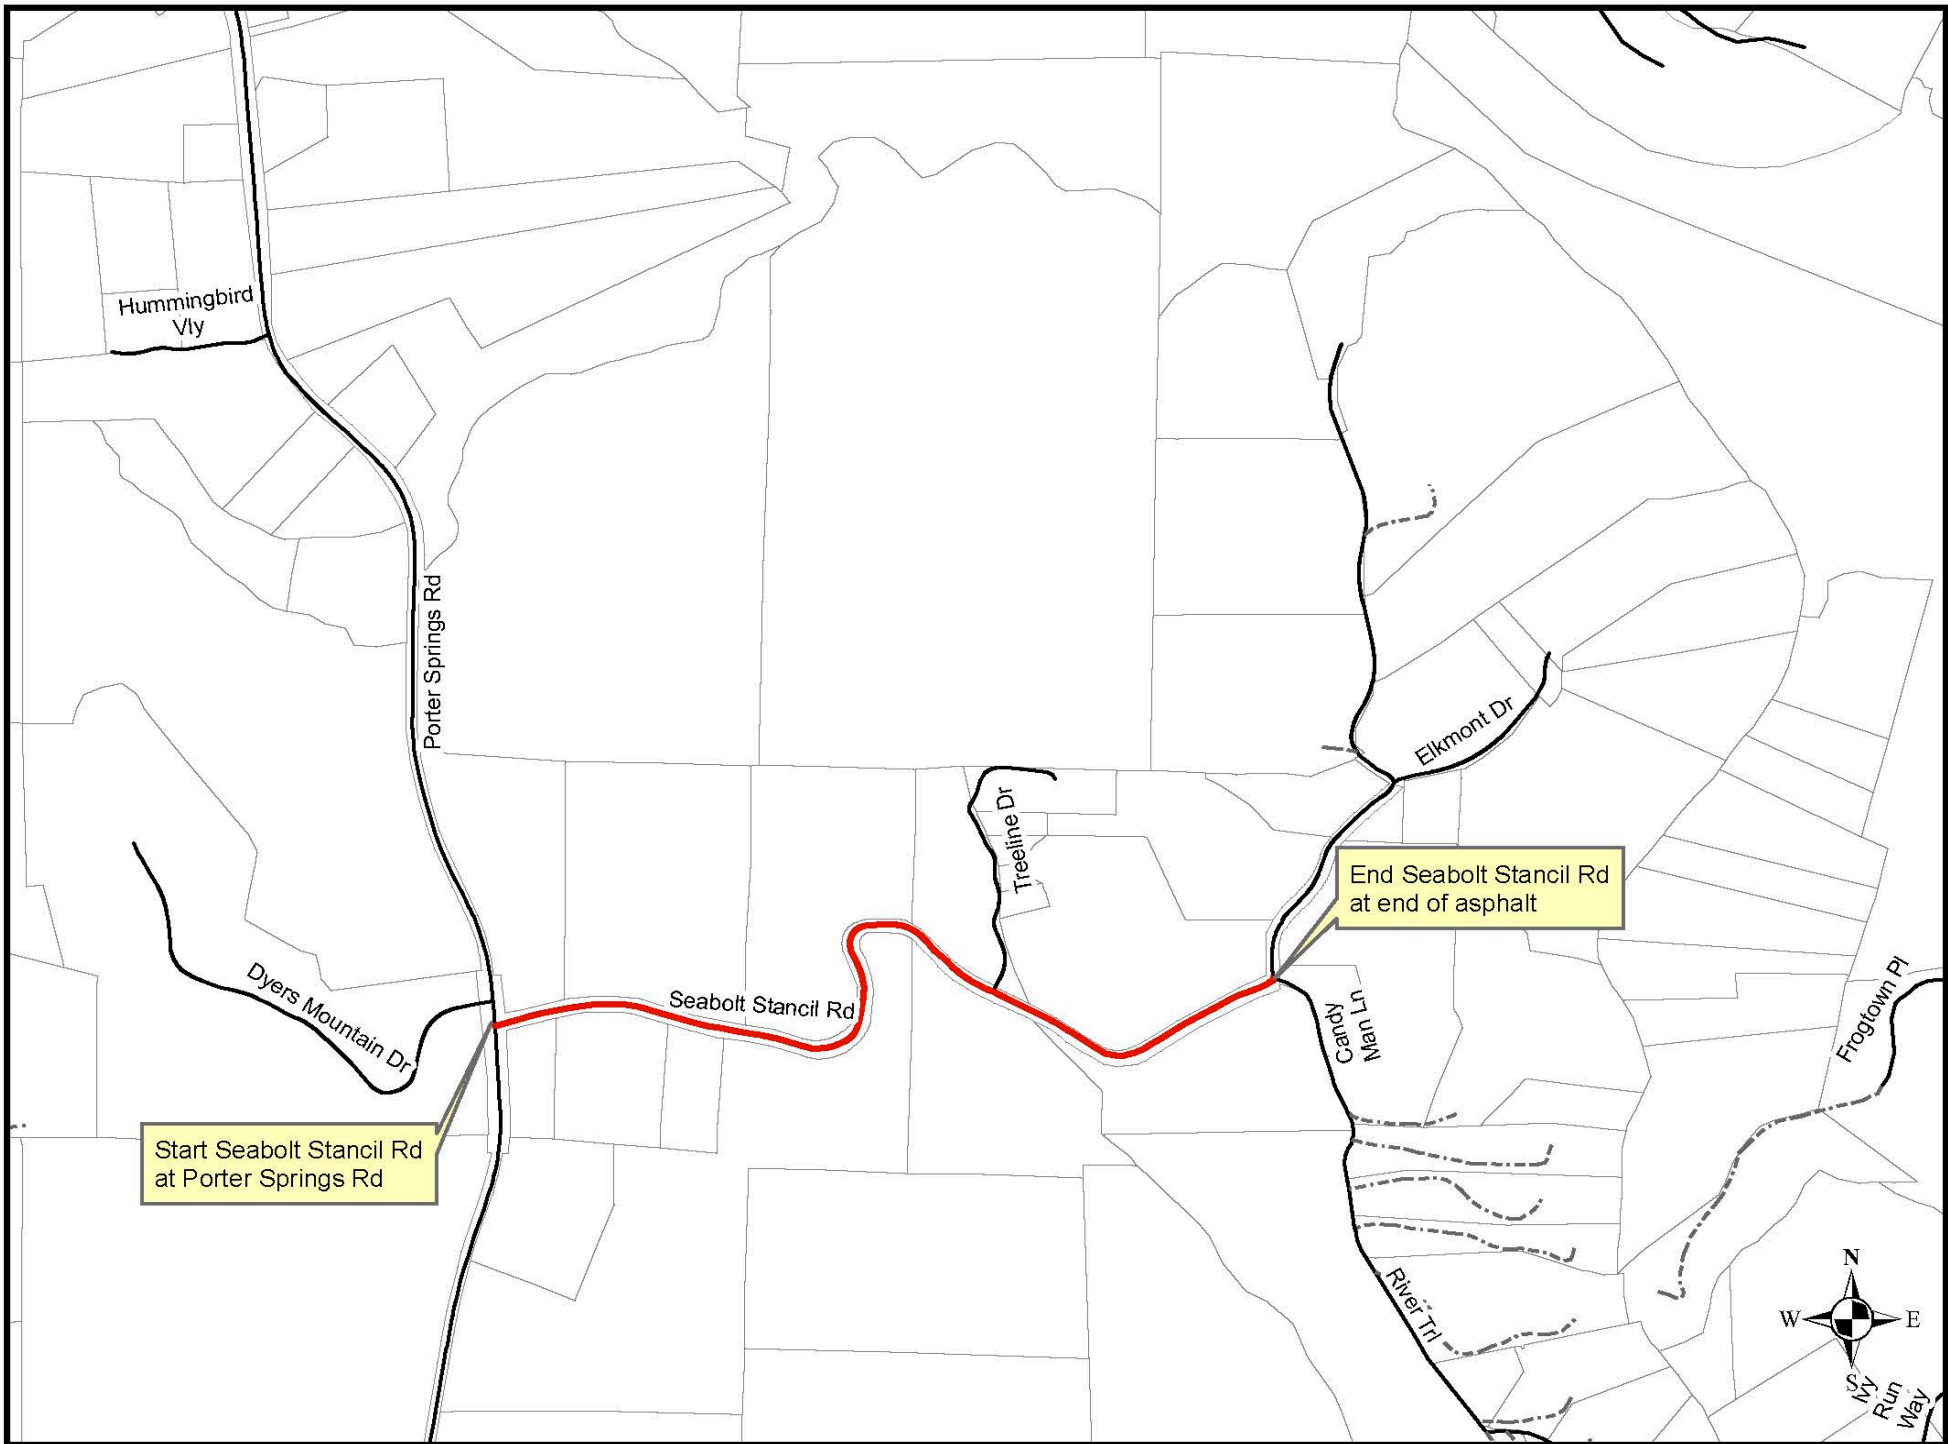 Hummingbird
Vly
Porter Springs Rd
Elkmont Dr
Treeline Dr
End Seabolt Stancil Rd
at end of asphalt
Dyers Mountain Dr
Seabolt Stancil Rd
Candy
Man Ln
Frogtown Pl
Start Seabolt Stancil Rd
at Porter Springs Rd
River Trl
N
W
E
S
Ivy
Run
Way